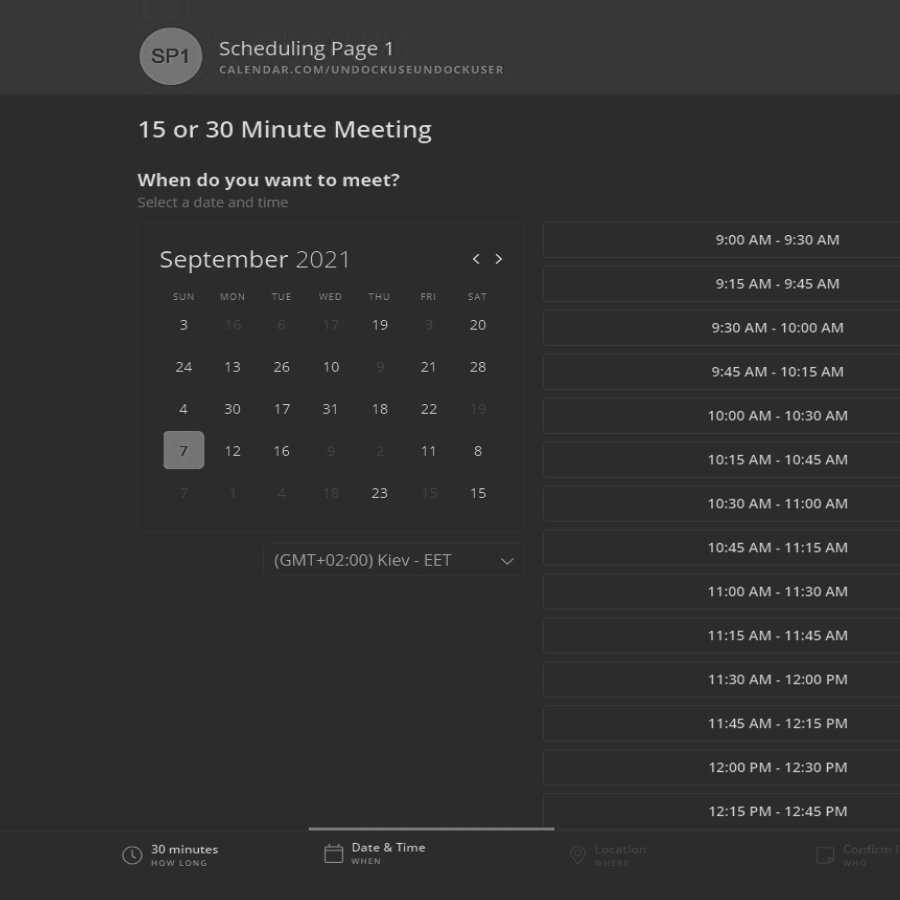 SP1
Scheduling Page 1
CALENDAR.COM/UNDOCKUSEUNDOCKUSER
15 or 30 Minute Meeting
When do you want to meet?
Select a date and time
September 2021
SUN MON TUE WED THU FRI SAT
3 16 6 17 19 3 20
24 13 26 10 9 21 28
4 30 17 31 18 22 19
7 12 16 9 2 11 8
7 1 4 18 23 15 15
(GMT+02:00) Kiev - EET
9:00 AM - 9:30 AM
9:15 AM - 9:45 AM
9:30 AM - 10:00 AM
9:45 AM - 10:15 AM
10:00 AM - 10:30 AM
10:15 AM - 10:45 AM
10:30 AM - 11:00 AM
10:45 AM - 11:15 AM
11:00 AM - 11:30 AM
11:15 AM - 11:45 AM
11:30 AM - 12:00 PM
11:45 AM - 12:15 PM
12:00 PM - 12:30 PM
12:15 PM - 12:45 PM
30 minutes
HOW LONG
Date & Time
WHEN
Location
WHERE
Confirm
WHO